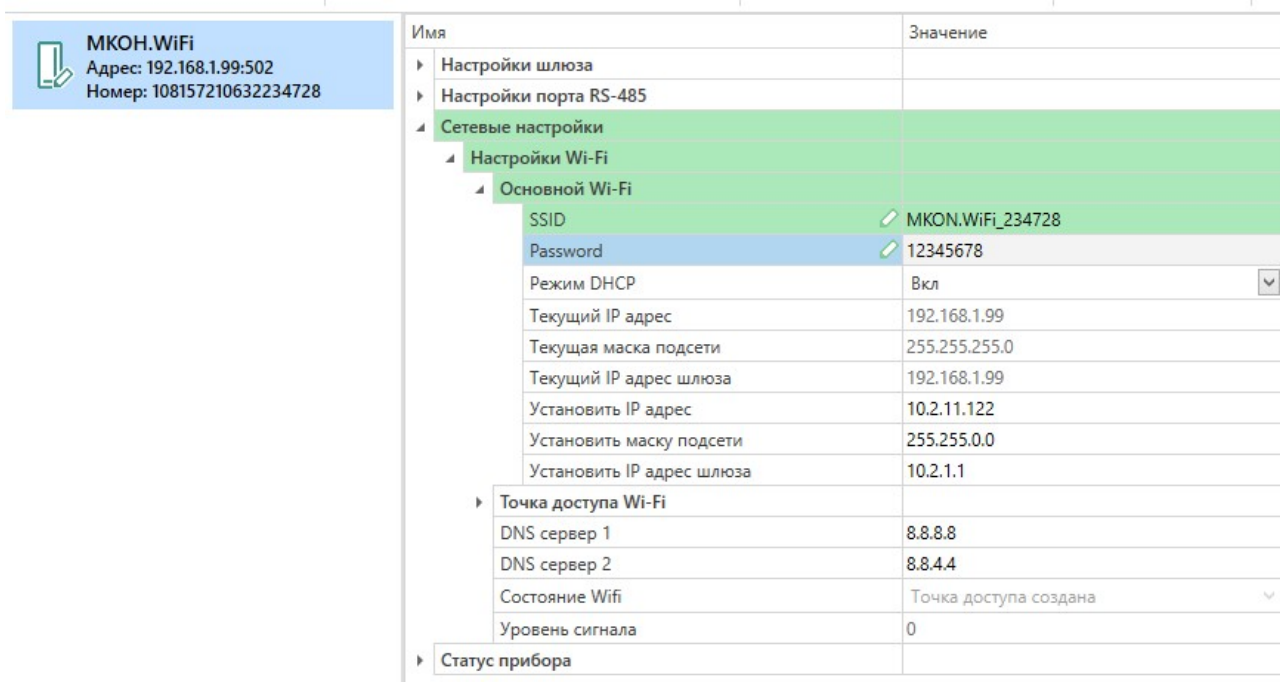 МКОН.WiFi
Адрес: 192.168.1.99:502
Номер: 108157210632234728
Имя Значение
Настройки шлюза
Настройки порта RS-485
Сетевые настройки
Настройки Wi-Fi
Основной Wi-Fi
SSID MKON.WiFi_234728
Password 12345678
Режим DHCP Вкл
Текущий IP адрес 192.168.1.99
Текущая маска подсети 255.255.255.0
Текущий IP адрес шлюза 192.168.1.99
Установить IP адрес 10.2.11.122
Установить маску подсети 255.255.0.0
Установить IP адрес шлюза 10.2.1.1
Точка доступа Wi-Fi
DNS сервер 1 8.8.8.8
DNS сервер 2 8.8.4.4
Состояние Wifi Точка доступа создана
Уровень сигнала 0
Статус прибора